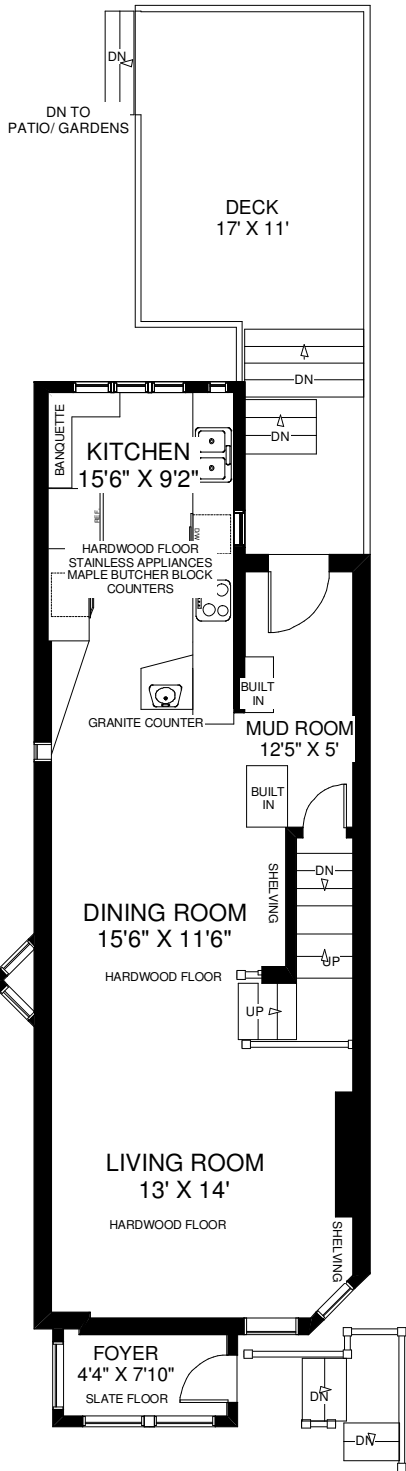 DN
DN TO
PATIO/ GARDENS
DECK
17' X 11'
DN
DN
BANQUETTE
KITCHEN
15'6" X 9'2"
REF.
D/W
HARDWOOD FLOOR
STAINLESS APPLIANCES
MAPLE BUTCHER BLOCK
COUNTERS
BUILT
IN
GRANITE COUNTER
MUD ROOM
12'5" X 5'
BUILT
IN
SHELVING
DN
DINING ROOM
15'6" X 11'6"
UP
HARDWOOD FLOOR
UP
LIVING ROOM
13' X 14'
HARDWOOD FLOOR
SHELVING
FOYER
4'4" X 7'10"
SLATE FLOOR
DN
DN